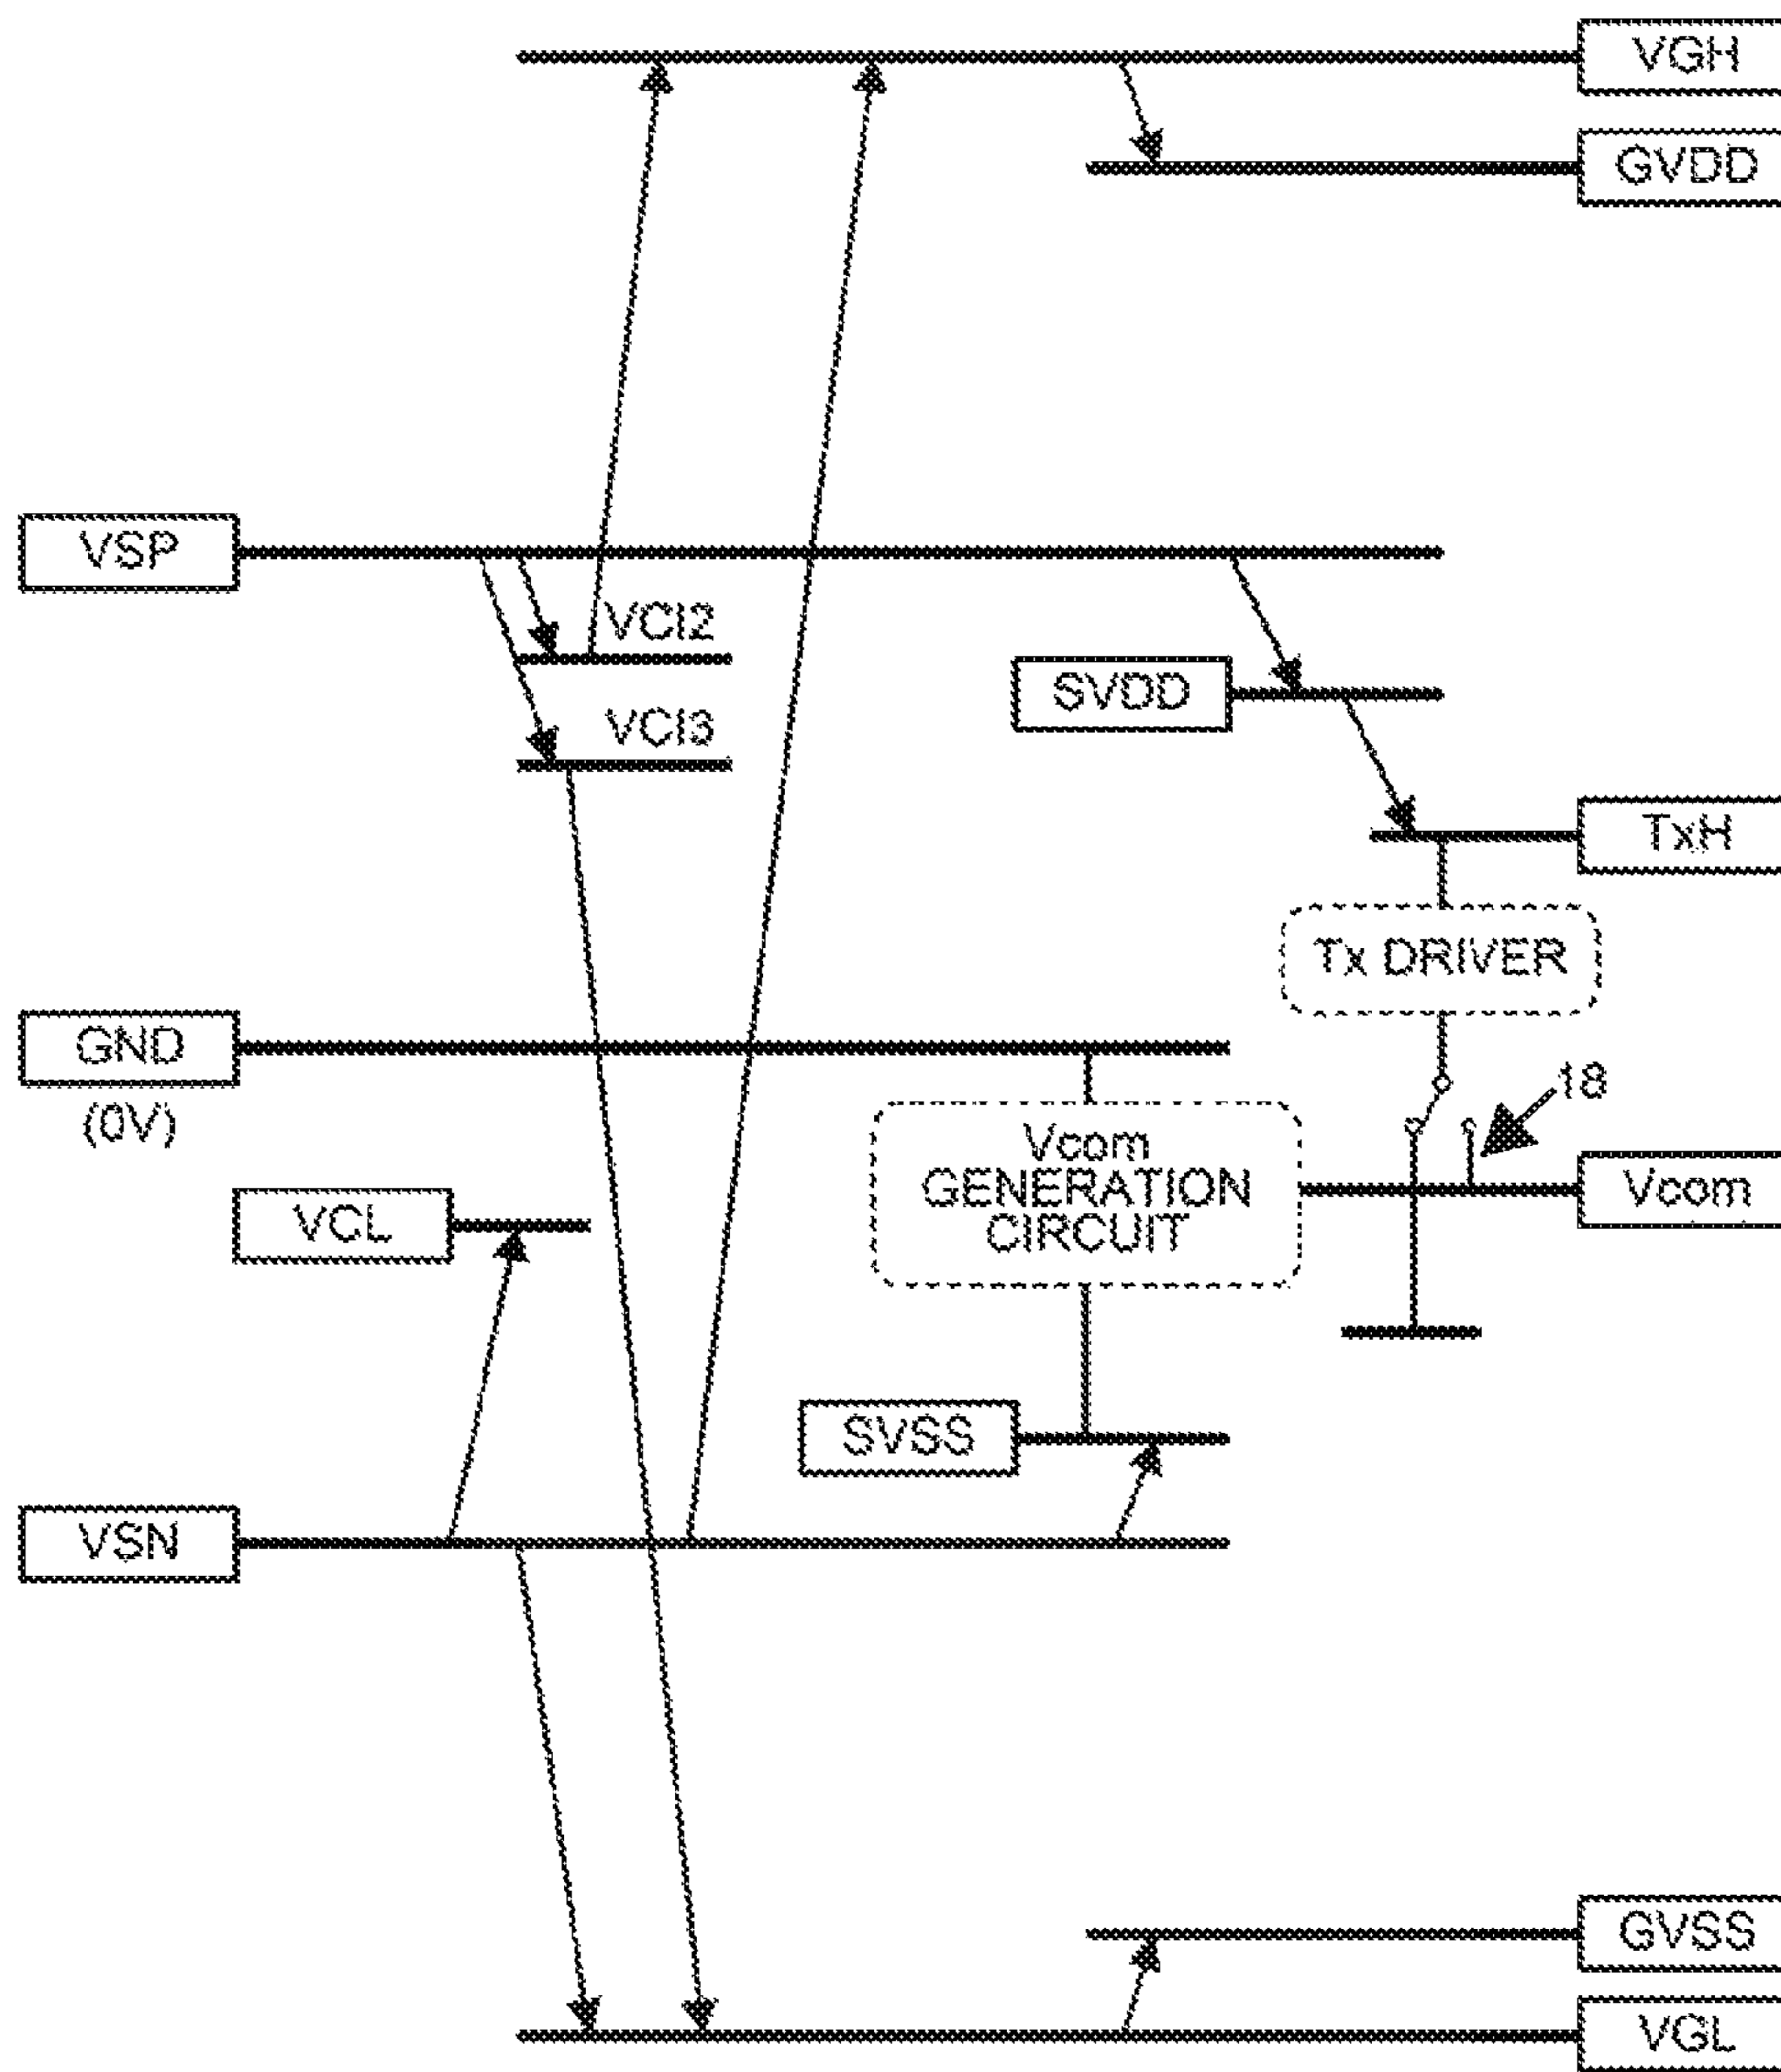 VGH
GVDD
VSP
VCI2
SVDD
VCI3
TxH
Tx DRIVER
GND
(0V)
18
Vcom
GENERATION
CIRCUIT
Vcom
VCL
SVSS
VSN
GVSS
VGL